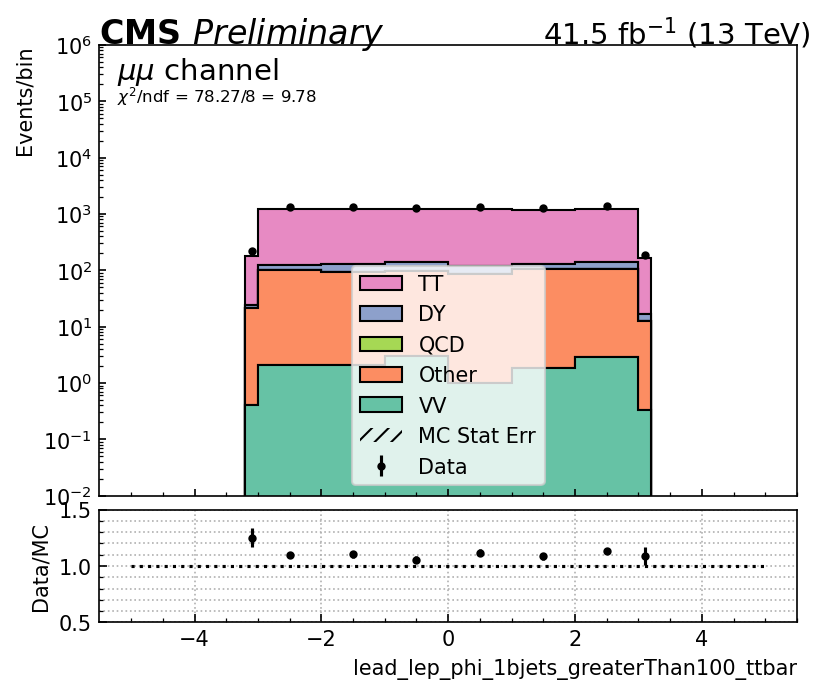 CMS Preliminary 41.5 fb⁻¹ (13 TeV)
μμ channel
χ²/ndf = 78.27/8 = 9.78
Events/bin
10⁶
10⁵
10⁴
10³
10²
10¹
10⁰
10⁻¹
10⁻²
TT
DY
QCD
Other
VV
MC Stat Err
Data
Data/MC
1.5
1.0
0.5
−4 −2 0 2 4
lead_lep_phi_1bjets_greaterThan100_ttbar